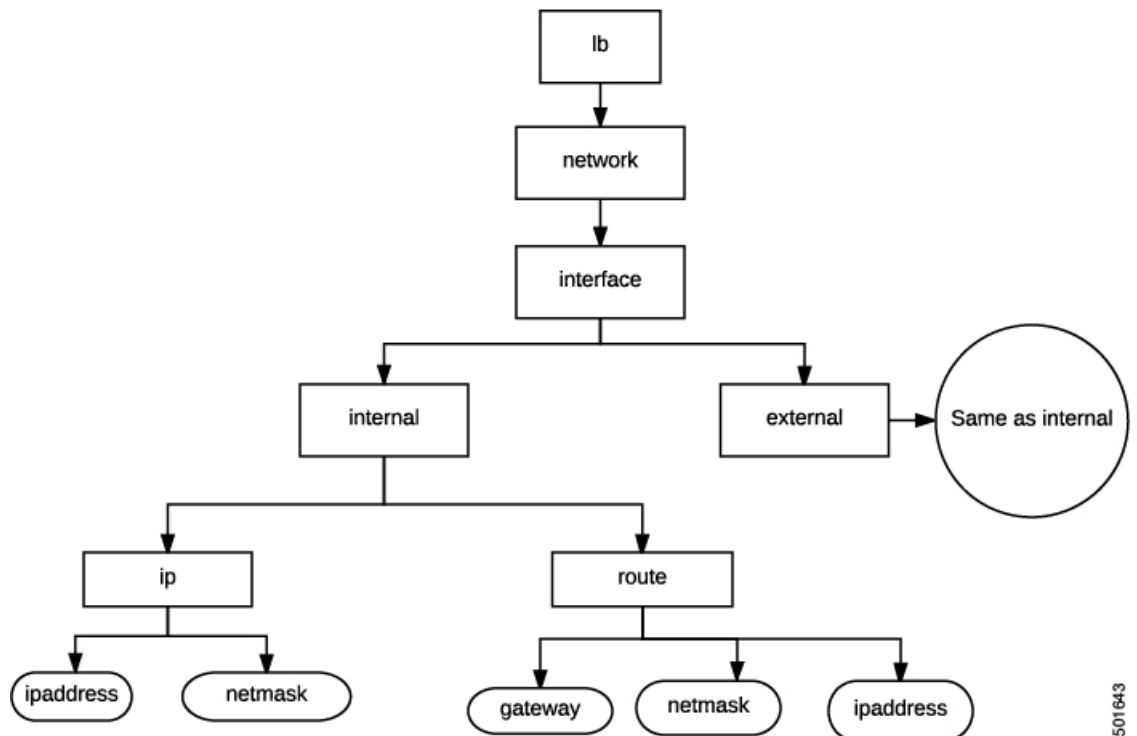 lb
network
interface
internal
external
Same as internal
ip
route
ipaddress
netmask
gateway
netmask
ipaddress
501643